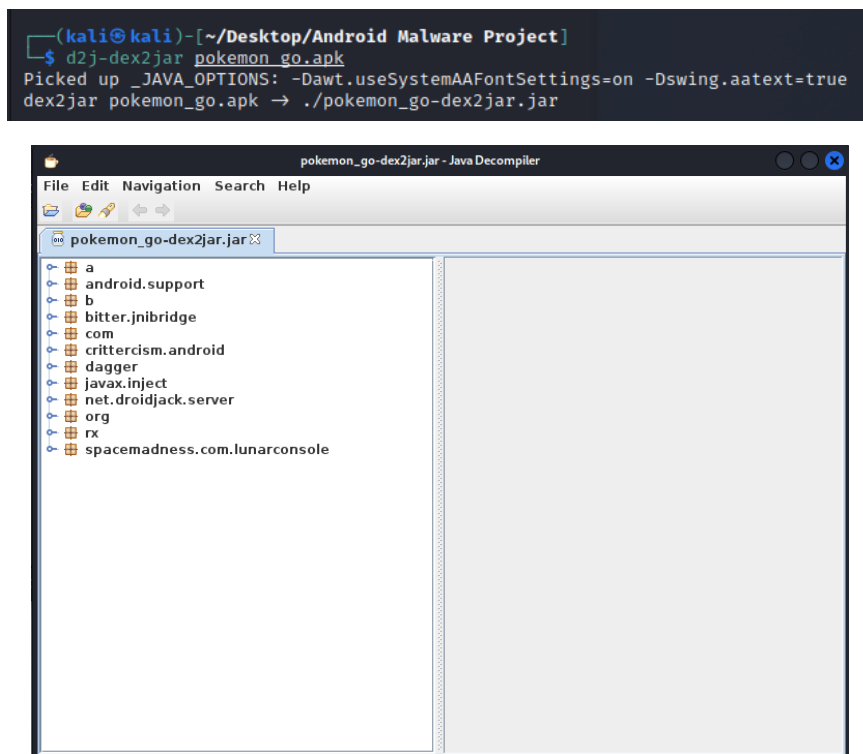 (kali㉿kali)-[~/Desktop/Android Malware Project]
$ d2j-dex2jar pokemon_go.apk
Picked up _JAVA_OPTIONS: -Dawt.useSystemAAFontSettings=on -Dswing.aatext=true
dex2jar pokemon_go.apk → ./pokemon_go-dex2jar.jar
pokemon_go-dex2jar.jar - Java Decompiler
File Edit Navigation Search Help
pokemon_go-dex2jar.jar
a
android.support
b
bitter.jnibridge
com
crittercism.android
dagger
javax.inject
net.droidjack.server
org
rx
spacemadness.com.lunarconsole